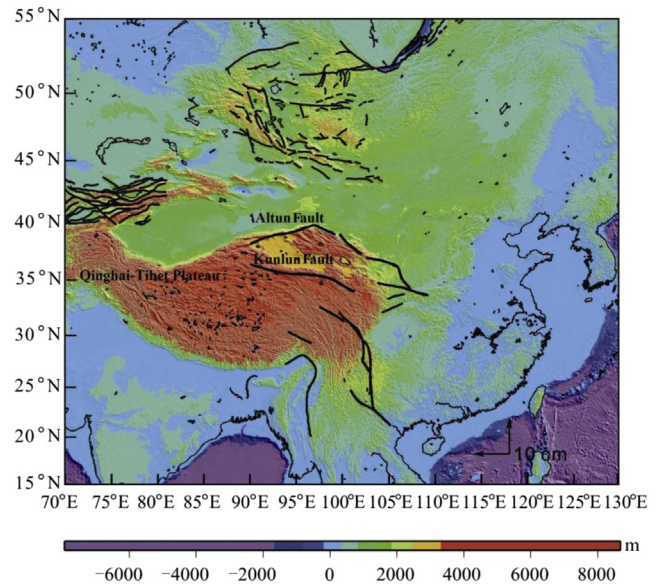 55°N
50°N
45°N
40°N
35°N
30°N
25°N
20°N
15°N
Altun Fault
Kunlun Fault
Qinghai-Tibet Plateau
10 cm
70°E 75°E 80°E 85°E 90°E 95°E 100°E 105°E 110°E 115°E 120°E 125°E 130°E
m
−6000 −4000 −2000 0 2000 4000 6000 8000